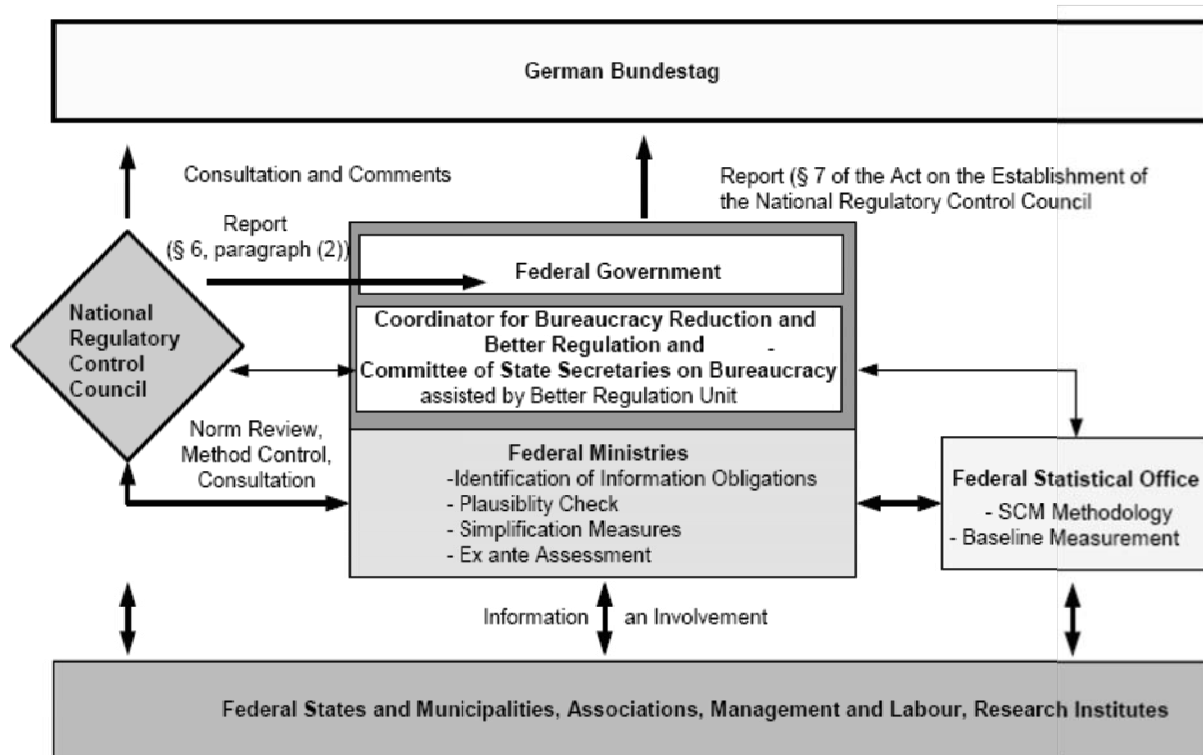 German Bundestag
Consultation and Comments
Report (§ 7 of the Act on the Establishment of
the National Regulatory Control Council
Report
(§ 6, paragraph (2))
Federal Government
National
Regulatory
Control
Council
Coordinator for Bureaucracy Reduction and
Better Regulation and -
Committee of State Secretaries on Bureaucracy
assisted by Better Regulation Unit
Norm Review,
Method Control,
Consultation
Federal Ministries
-Identification of Information Obligations
- Plausiblity Check
- Simplification Measures
- Ex ante Assessment
Federal Statistical Office
- SCM Methodology
- Baseline Measurement
Information an Involvement
Federal States and Municipalities, Associations, Management and Labour, Research Institutes